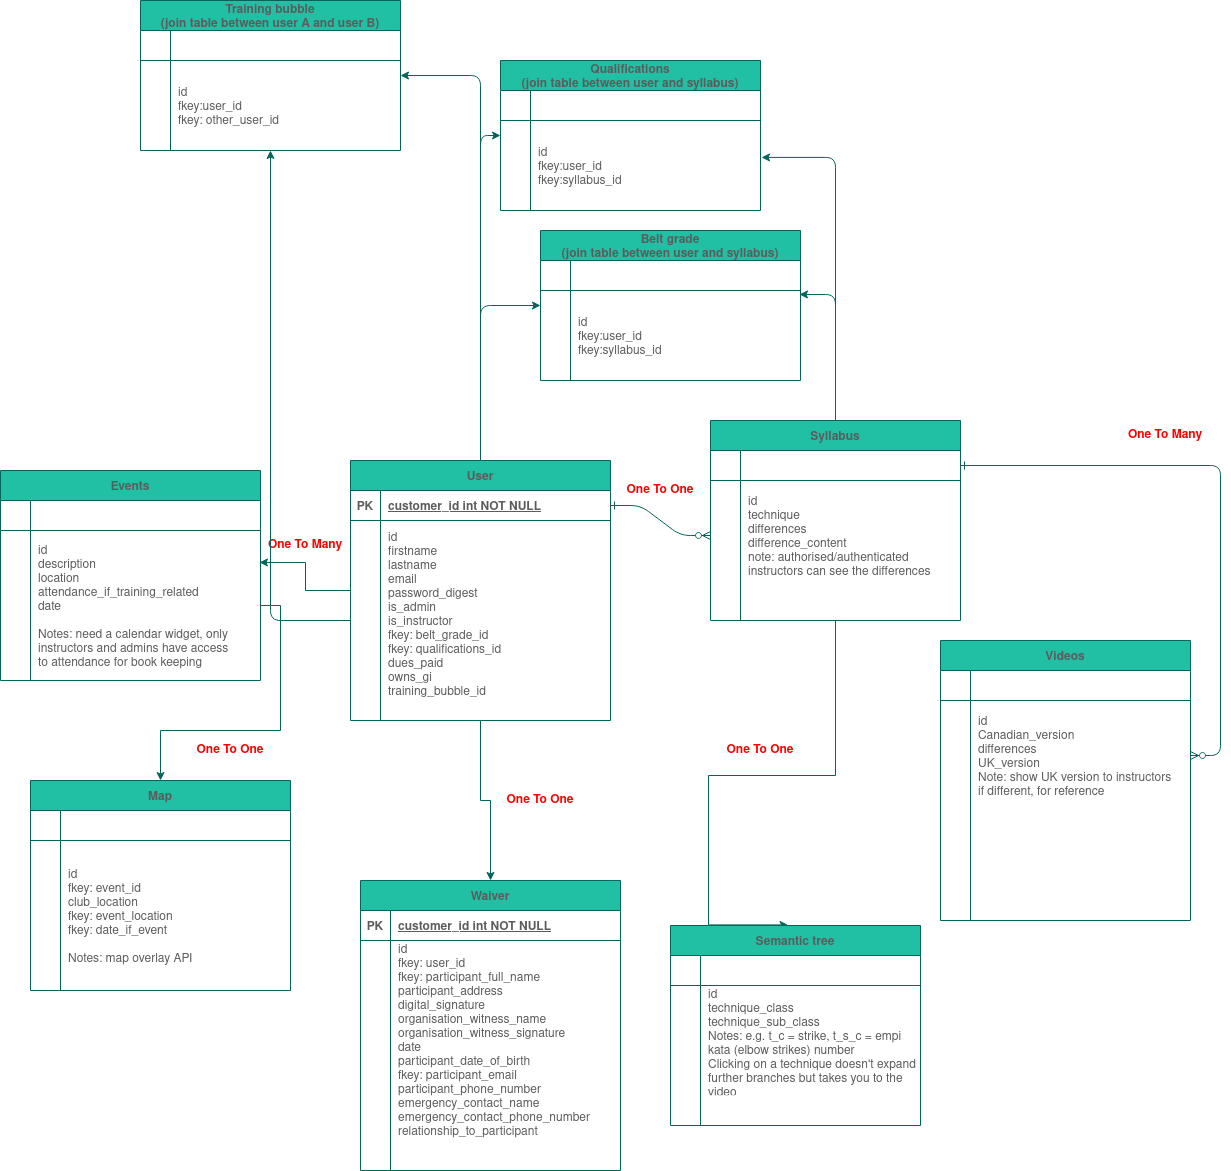 Training bubble
(join table between user A and user B)
id
fkey:user_id
fkey: other_user_id
Qualifications
(join table between user and syllabus)
id
fkey:user_id
fkey:syllabus_id
Belt grade
(join table between user and syllabus)
id
fkey:user_id
fkey:syllabus_id
Syllabus
id
technique
differences
difference_content
note: authorised/authenticated
instructors can see the differences
One To Many
User
PK customer_id int NOT NULL
id
firstname
lastname
email
password_digest
is_admin
is_instructor
fkey: belt_grade_id
fkey: qualifications_id
dues_paid
owns_gi
training_bubble_id
One To One
Events
id
description
location
attendance_if_training_related
date
Notes: need a calendar widget, only
instructors and admins have access
to attendance for book keeping
One To Many
Videos
id
Canadian_version
differences
UK_version
Note: show UK version to instructors
if different, for reference
One To One
One To One
One To One
Map
id
fkey: event_id
club_location
fkey: event_location
fkey: date_if_event
Notes: map overlay API
Waiver
PK customer_id int NOT NULL
id
fkey: user_id
fkey: participant_full_name
participant_address
digital_signature
organisation_witness_name
organisation_witness_signature
date
participant_date_of_birth
fkey: participant_email
participant_phone_number
emergency_contact_name
emergency_contact_phone_number
relationship_to_participant
Semantic tree
id
technique_class
technique_sub_class
Notes: e.g. t_c = strike, t_s_c = empi
kata (elbow strikes) number
Clicking on a technique doesn't expand
further branches but takes you to the
video